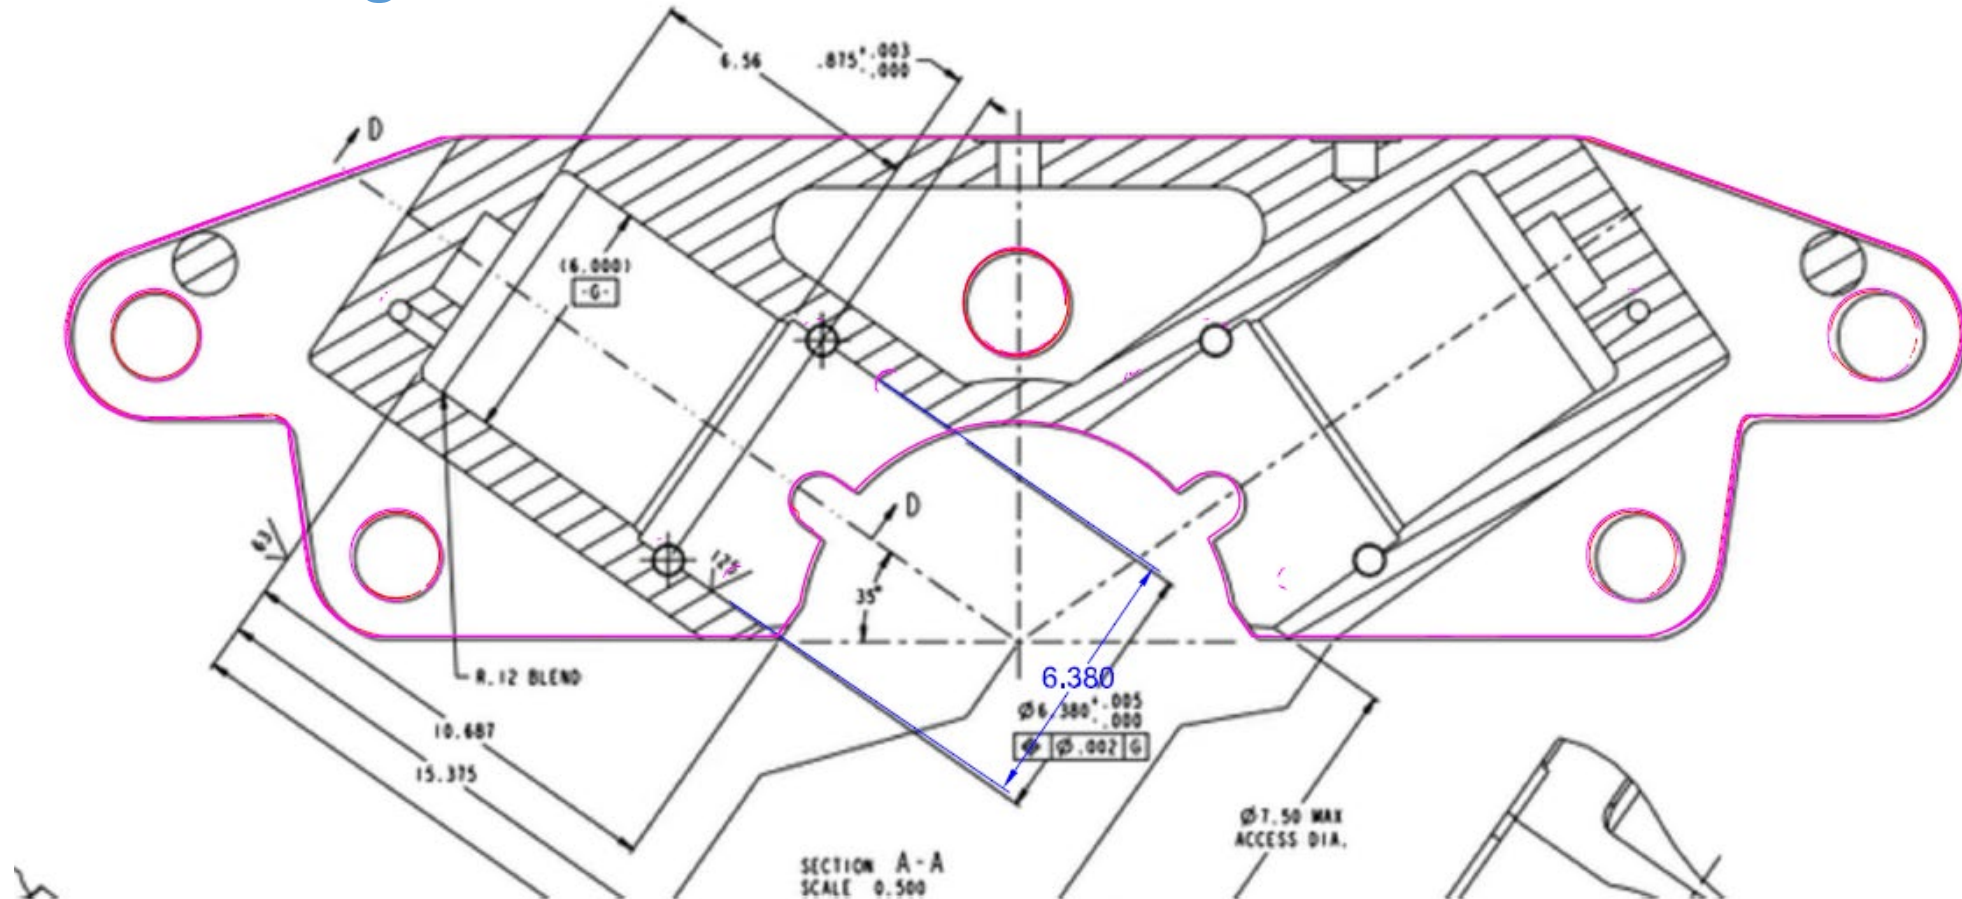 6.56
.875 +.003
-.000
D
(6.000)
-G-
D
63
125
35°
R.12 BLEND
6.380
Ø6.380 +.005
-.000
⌖ Ø.002 G
10.687
15.375
Ø7.50 MAX
ACCESS DIA.
SECTION A-A
SCALE 0.500